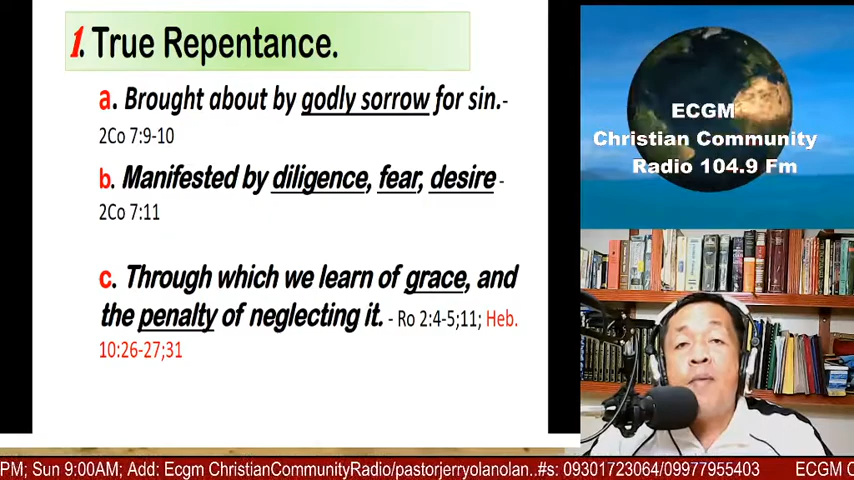 1. True Repentance.
a. Brought about by godly sorrow for sin.-
2Co 7:9-10
b. Manifested by diligence, fear, desire -
2Co 7:11
c. Through which we learn of grace, and
the penalty of neglecting it. - Ro 2:4-5;11; Heb.
10:26-27;31
ECGM
Christian Community
Radio 104.9 Fm
PM; Sun 9:00AM; Add: Ecgm ChristianCommunityRadio/pastorjerryolanolan..#s: 09301723064/09977955403 ECGM C